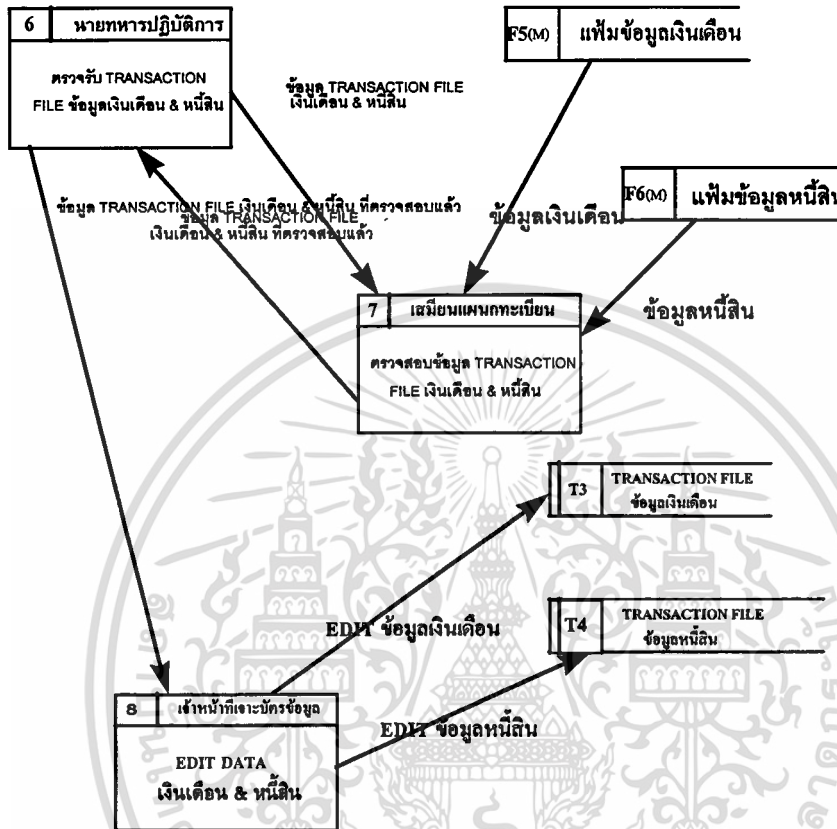 6 นายทหารปฏิบัติการ
ตรวจรับ TRANSACTION
FILE ข้อมูลเงินเดือน & หนี้สิน
F5(M) แฟ้มข้อมูลเงินเดือน
ข้อมูล TRANSACTION FILE
เงินเดือน & หนี้สิน
F6(M) แฟ้มข้อมูลหนี้สิน
ข้อมูล TRANSACTION FILE เงินเดือน & หนี้สิน ที่ตรวจสอบแล้ว
ข้อมูล TRANSACTION FILE
เงินเดือน & หนี้สิน ที่ตรวจสอบแล้ว
ข้อมูลเงินเดือน
ข้อมูลหนี้สิน
7 เสมียนแผนกทะเบียน
ตรวจสอบข้อมูล TRANSACTION
FILE เงินเดือน & หนี้สิน
T3 TRANSACTION FILE
ข้อมูลเงินเดือน
EDIT ข้อมูลเงินเดือน
T4 TRANSACTION FILE
ข้อมูลหนี้สิน
8 เจ้าหน้าที่เจาะบัตรข้อมูล
EDIT ข้อมูลหนี้สิน
EDIT DATA
เงินเดือน & หนี้สิน